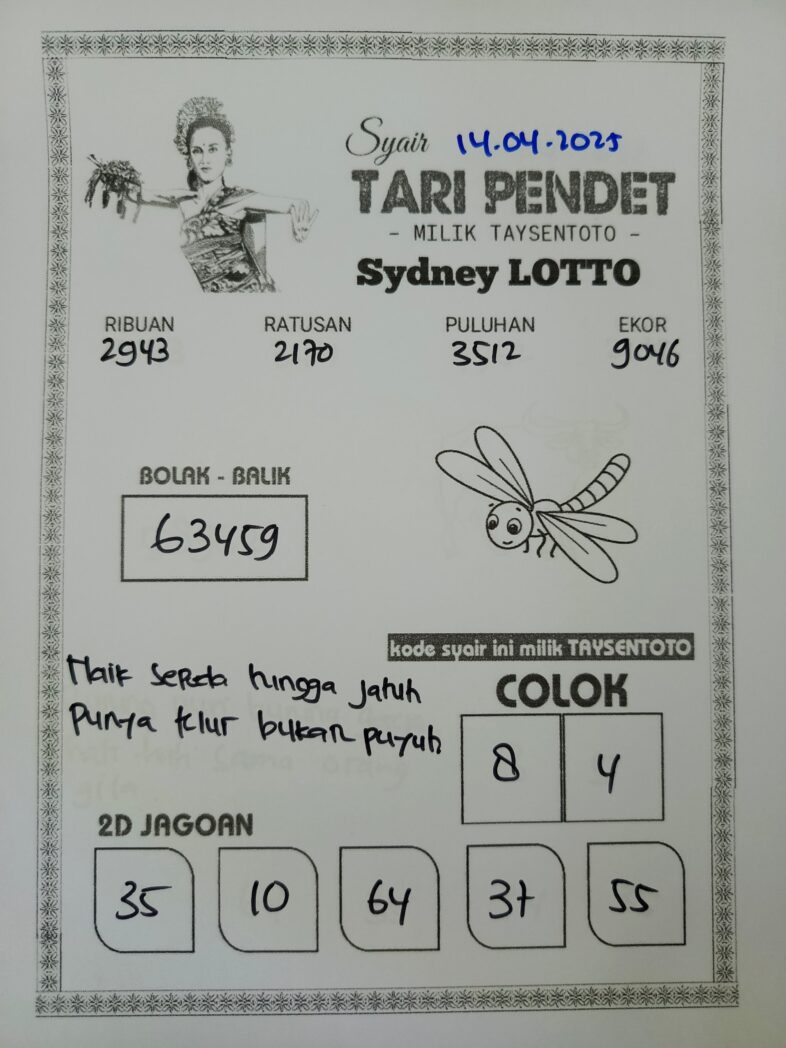 Syair 14.04.2025
TARI PENDET
- MILIK TAYSENTOTO -
Sydney LOTTO
RIBUAN RATUSAN PULUHAN EKOR
2943 2170 3512 9046
BOLAK - BALIK
63459
kode syair ini milik TAYSENTOTO
Naik sepeda hingga jatuh
Punya telur bukan puyuh
COLOK
8 4
2D JAGOAN
35 10 64 37 55